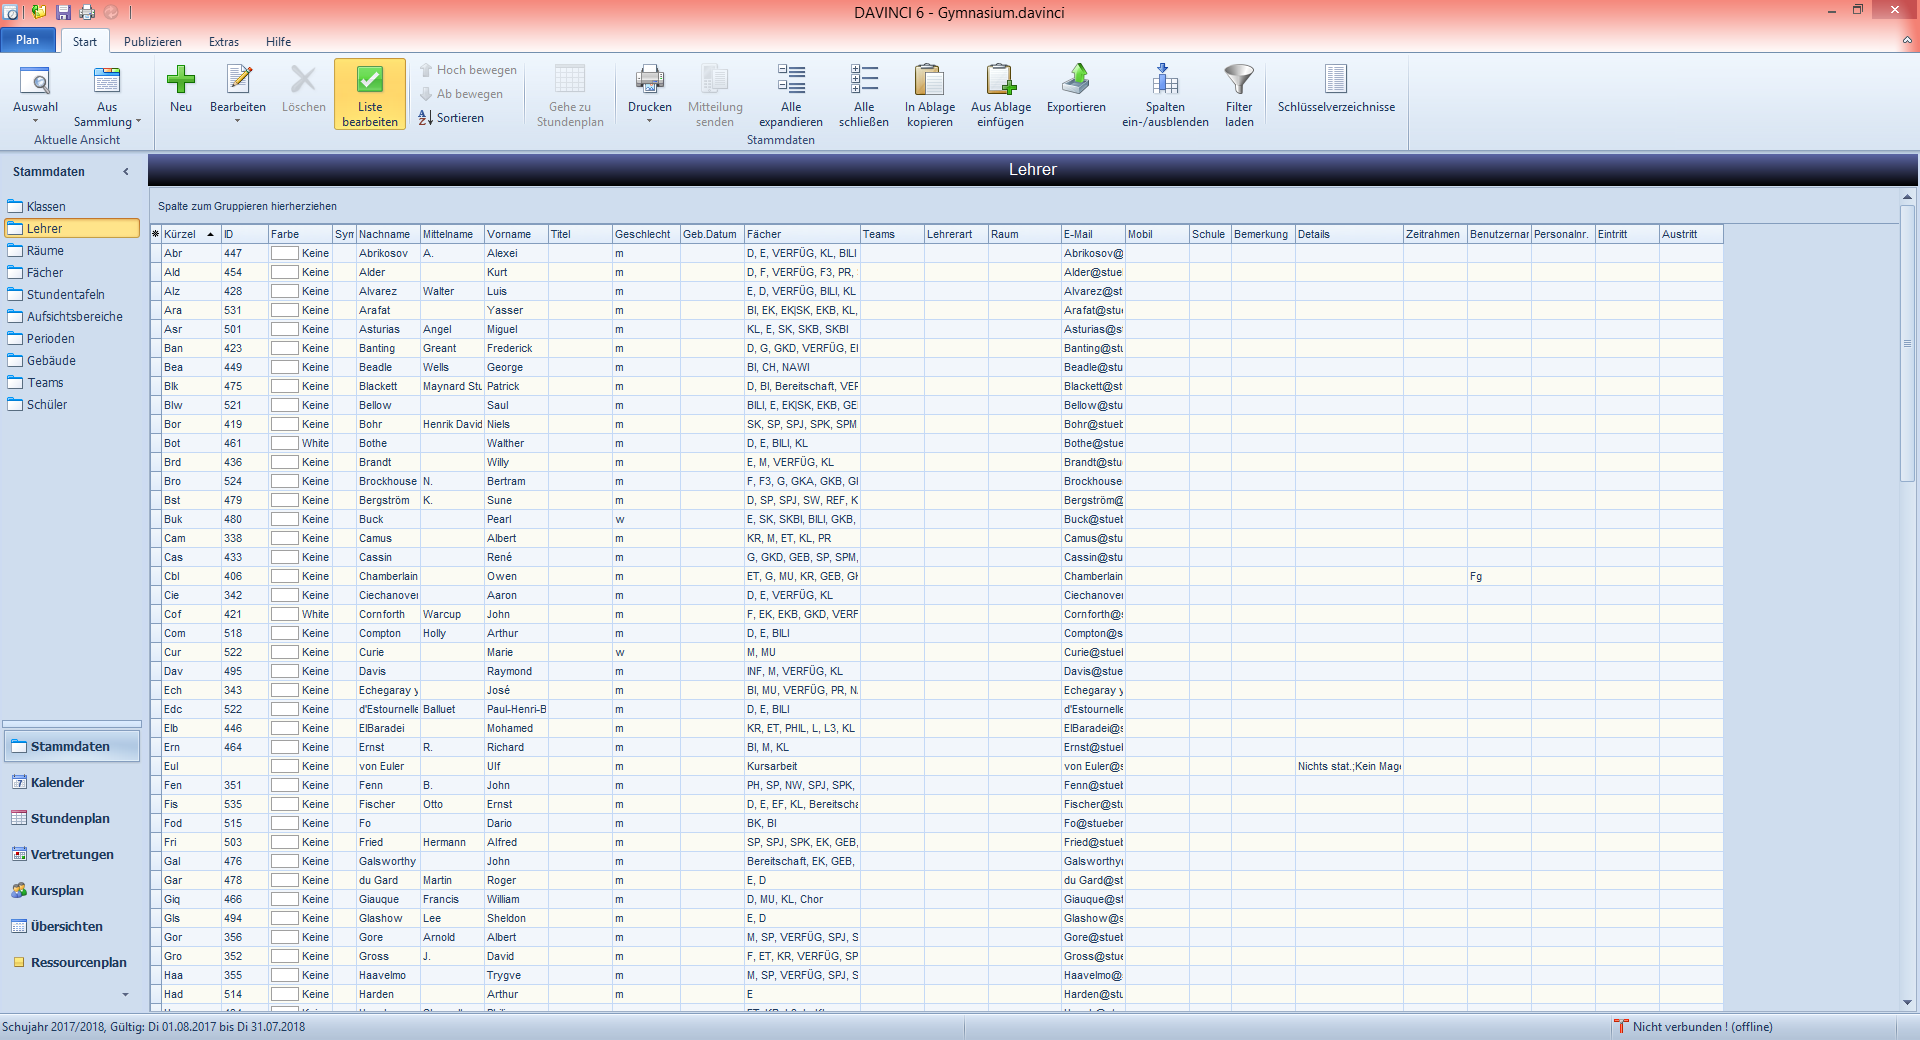 DAVINCI 6 - Gymnasium.davinci
Plan Start Publizieren Extras Hilfe
Auswahl
Aus Sammlung
Aktuelle Ansicht
Neu
Bearbeiten
Löschen
Liste bearbeiten
Hoch bewegen
Ab bewegen
Sortieren
Gehe zu Stundenplan
Drucken
Mitteilung senden
Alle expandieren
Alle schließen
In Ablage kopieren
Aus Ablage einfügen
Exportieren
Spalten ein-/ausblenden
Filter laden
Schlüsselverzeichnisse
Stammdaten
Stammdaten
Klassen
Lehrer
Räume
Fächer
Stundentafeln
Aufsichtsbereiche
Perioden
Gebäude
Teams
Schüler
Stammdaten
Kalender
Stundenplan
Vertretungen
Kursplan
Übersichten
Ressourcenplan
Lehrer
Spalte zum Gruppieren hierherziehen
Kürzel ID Farbe Sym Nachname Mittelname Vorname Titel Geschlecht Geb.Datum Fächer Teams Lehrerart Raum E-Mail Mobil Schule Bemerkung Details Zeitrahmen Benutzernar Personalnr. Eintritt Austritt
Abr 447 Keine Abrikosov A. Alexei m D, E, VERFÜG, KL, BILI Abrikosov@
Ald 454 Keine Alder Kurt m D, F, VERFÜG, F3, PR, Alder@stue
Alz 428 Keine Alvarez Walter Luis m E, D, VERFÜG, BILI, KL Alvarez@st
Ara 531 Keine Arafat Yasser m BI, EK, EK|SK, EKB, KL, Arafat@stu
Asr 501 Keine Asturias Angel Miguel m KL, E, SK, SKB, SKBI Asturias@s
Ban 423 Keine Banting Greant Frederick m D, G, GKD, VERFÜG, EI Banting@st
Bea 449 Keine Beadle Wells George m BI, CH, NAWI Beadle@stu
Blk 475 Keine Blackett Maynard Stu Patrick m D, BI, Bereitschaft, VEF Blackett@st
Blw 521 Keine Bellow Saul m BILI, E, EK|SK, EKB, GE Bellow@stu
Bor 419 Keine Bohr Henrik David Niels m SK, SP, SPJ, SPK, SPM Bohr@stuet
Bot 461 White Bothe Walther m D, E, BILI, KL Bothe@stue
Brd 436 Keine Brandt Willy m E, M, VERFÜG, KL Brandt@stu
Bro 524 Keine Brockhouse N. Bertram m F, F3, G, GKA, GKB, GI Brockhouse
Bst 479 Keine Bergström K. Sune m D, SP, SPJ, SW, REF, K Bergström@
Buk 480 Keine Buck Pearl w E, SK, SKBI, BILI, GKB, Buck@stuet
Cam 338 Keine Camus Albert m KR, M, ET, KL, PR Camus@stu
Cas 433 Keine Cassin René m G, GKD, GEB, SP, SPM, Cassin@stu
Cbl 406 Keine Chamberlain Owen m ET, G, MU, KR, GEB, GI Chamberlain Fg
Cie 342 Keine Ciechanover Aaron m D, E, VERFÜG, KL Ciechanover
Cof 421 White Cornforth Warcup John m F, EK, EKB, GKD, VERF Cornforth@s
Com 518 Keine Compton Holly Arthur m D, E, BILI Compton@s
Cur 522 Keine Curie Marie w M, MU Curie@stuel
Dav 495 Keine Davis Raymond m INF, M, VERFÜG, KL Davis@stue
Ech 343 Keine Echegaray y José m BI, MU, VERFÜG, PR, N. Echegaray y
Edc 522 Keine d'Estournelle Balluet Paul-Henri-B m D, E, BILI d'Estournelle
Elb 446 Keine ElBaradei Mohamed m KR, ET, PHIL, L, L3, KL ElBaradei@s
Ern 464 Keine Ernst R. Richard m BI, M, KL Ernst@stuel
Eul Keine von Euler Ulf m Kursarbeit von Euler@s Nichts stat.;Kein Mag
Fen 351 Keine Fenn B. John m PH, SP, NW, SPJ, SPK, Fenn@stuet
Fis 535 Keine Fischer Otto Ernst m D, E, EF, KL, Bereitscha Fischer@stu
Fod 515 Keine Fo Dario m BK, BI Fo@stueber
Fri 503 Keine Fried Hermann Alfred m SP, SPJ, SPK, EK, GEB, Fried@stuet
Gal 476 Keine Galsworthy John m Bereitschaft, EK, GEB, Galsworthy
Gar 478 Keine du Gard Martin Roger m E, D du Gard@st
Giq 466 Keine Giauque Francis William m D, MU, KL, Chor Giauque@st
Gls 494 Keine Glashow Lee Sheldon m E, D Glashow@s
Gor 356 Keine Gore Arnold Albert m M, SP, VERFÜG, SPJ, S Gore@stuet
Gro 352 Keine Gross J. David m F, ET, KR, VERFÜG, SP Gross@stue
Haa 355 Keine Haavelmo Trygve m M, SP, VERFÜG, SPJ, S Haavelmo@
Had 514 Keine Harden Arthur m E Harden@stu
Schujahr 2017/2018, Gültig: Di 01.08.2017 bis Di 31.07.2018
Nicht verbunden ! (offline)